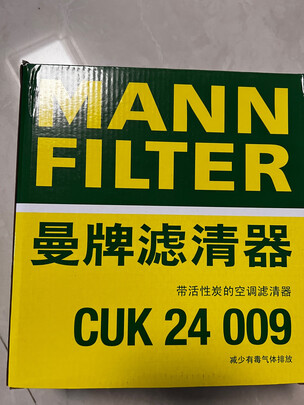 MANN
FILTER
曼牌滤清器
带活性炭的空调滤清器
CUK 24 009
减少有毒气体排放